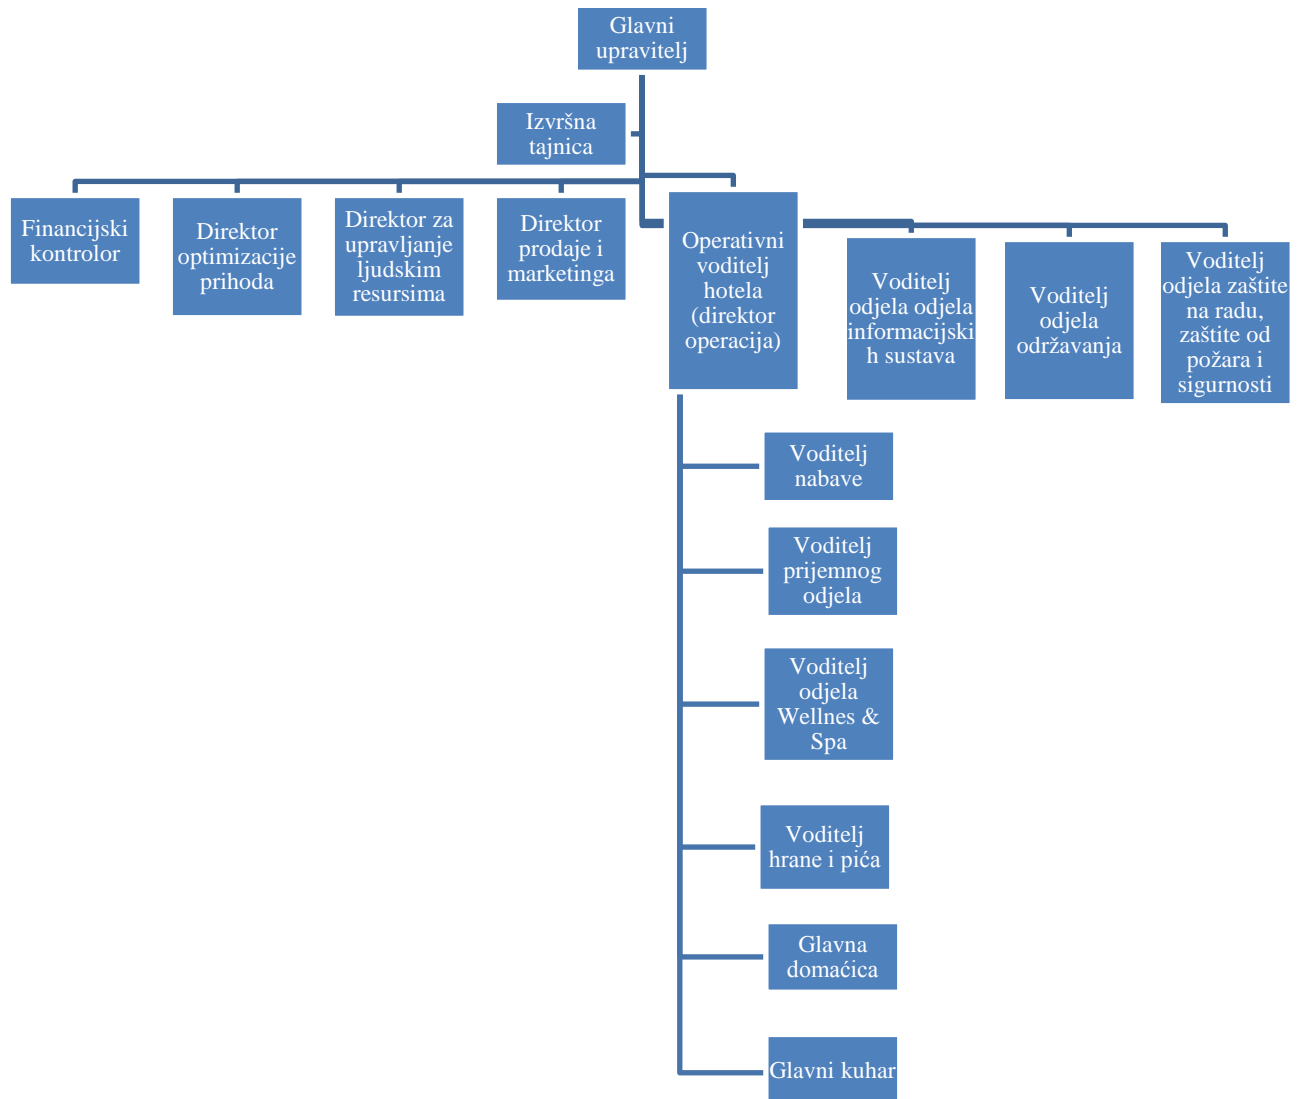 Glavni
upravitelj
Izvršna
tajnica
Financijski
kontrolor
Direktor
optimizacije
prihoda
Direktor za
upravljanje
ljudskim
resursima
Direktor
prodaje i
marketinga
Operativni
voditelj
hotela
(direktor
operacija)
Voditelj
odjela odjela
informacijski
h sustava
Voditelj
odjela
održavanja
Voditelj
odjela zaštite
na radu,
zaštite od
požara i
sigurnosti
Voditelj
nabave
Voditelj
prijemnog
odjela
Voditelj
odjela
Wellnes &
Spa
Voditelj
hrane i pića
Glavna
domaćica
Glavni kuhar